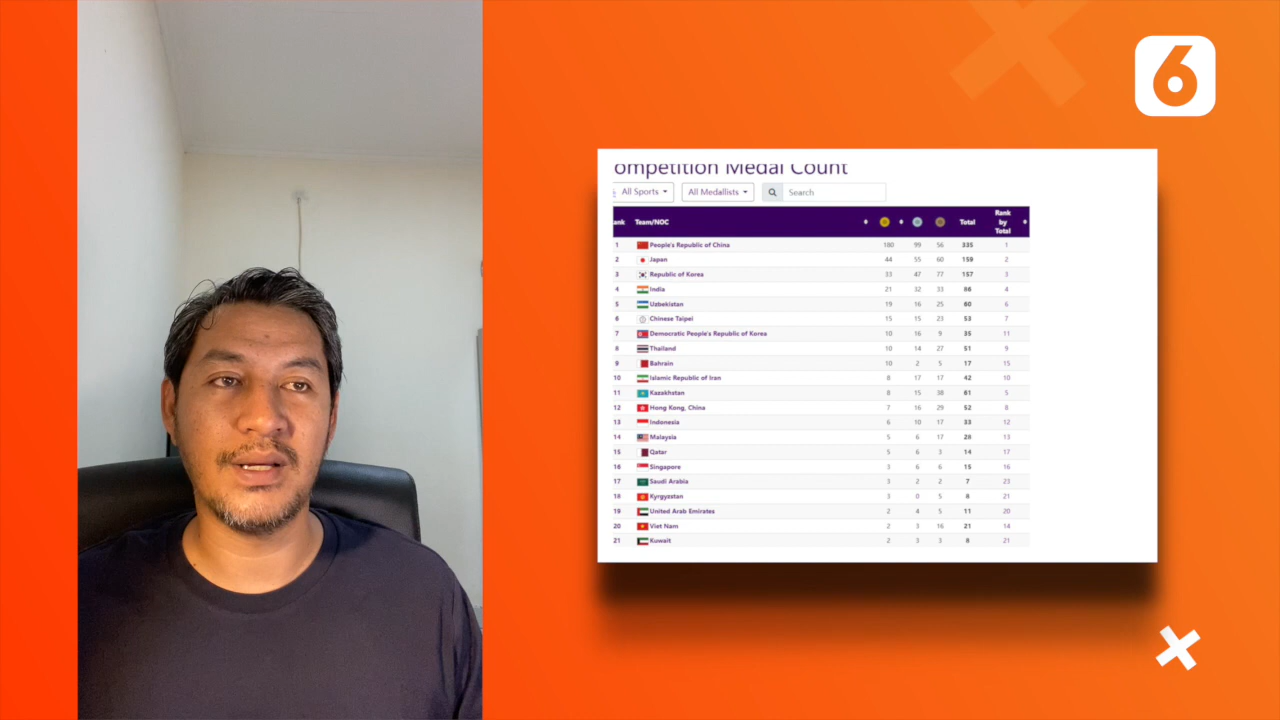 6
ompetition Medal Count
All Sports
All Medallists
Search
ank Team/NOC Total Rank by Total
1 People's Republic of China 180 99 56 335 1
2 Japan 44 55 60 159 2
3 Republic of Korea 33 47 77 157 3
4 India 21 32 33 86 4
5 Uzbekistan 19 16 25 60 6
6 Chinese Taipei 15 15 23 53 7
7 Democratic People's Republic of Korea 10 16 9 35 11
8 Thailand 10 14 27 51 9
9 Bahrain 10 2 5 17 15
10 Islamic Republic of Iran 8 17 17 42 10
11 Kazakhstan 8 15 38 61 5
12 Hong Kong, China 7 16 29 52 8
13 Indonesia 6 10 17 33 12
14 Malaysia 5 6 17 28 13
15 Qatar 5 6 3 14 17
16 Singapore 3 6 6 15 16
17 Saudi Arabia 3 2 2 7 23
18 Kyrgyzstan 3 0 5 8 21
19 United Arab Emirates 2 4 5 11 20
20 Viet Nam 2 3 16 21 14
21 Kuwait 2 3 3 8 21